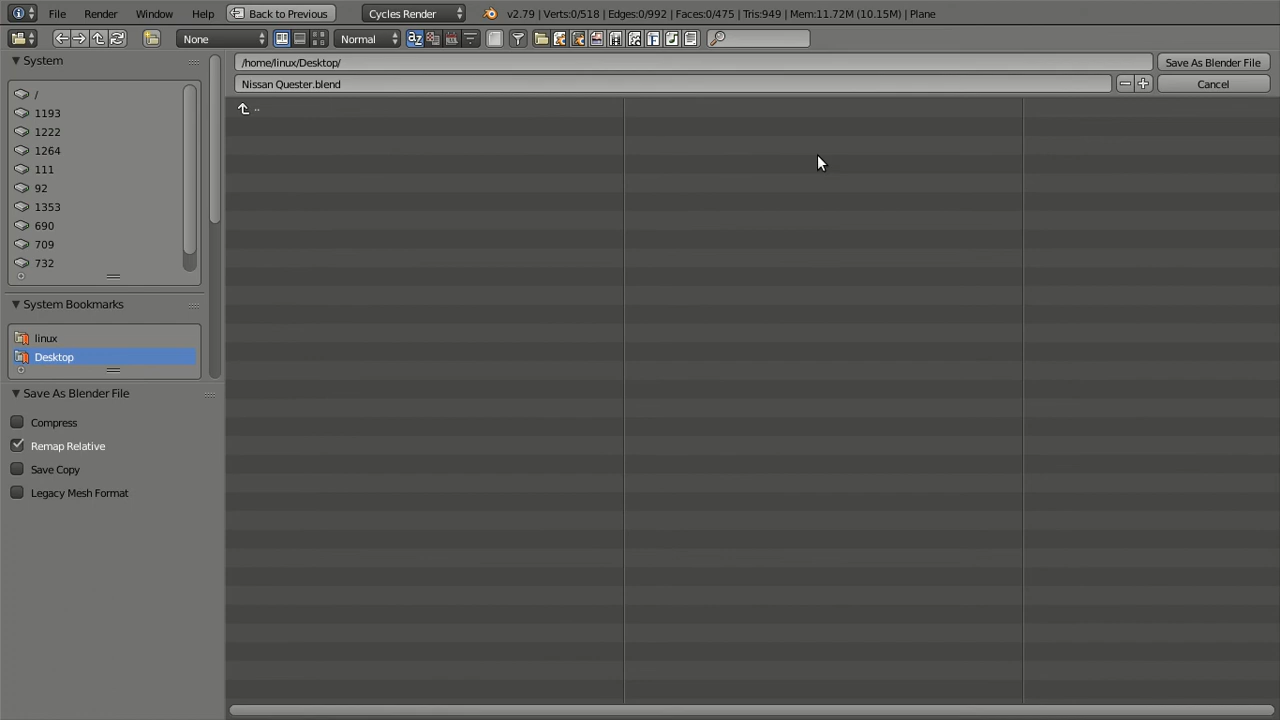 File Render Window Help Back to Previous Cycles Render v2.79 | Verts:0/518 | Edges:0/992 | Faces:0/475 | Tris:949 | Mem:11.72M (10.15M) | Plane
None Normal
System
/
1193
1222
1264
111
92
1353
690
709
732
System Bookmarks
linux
Desktop
Save As Blender File
Compress
Remap Relative
Save Copy
Legacy Mesh Format
/home/linux/Desktop/ Save As Blender File
Nissan Quester.blend Cancel
..